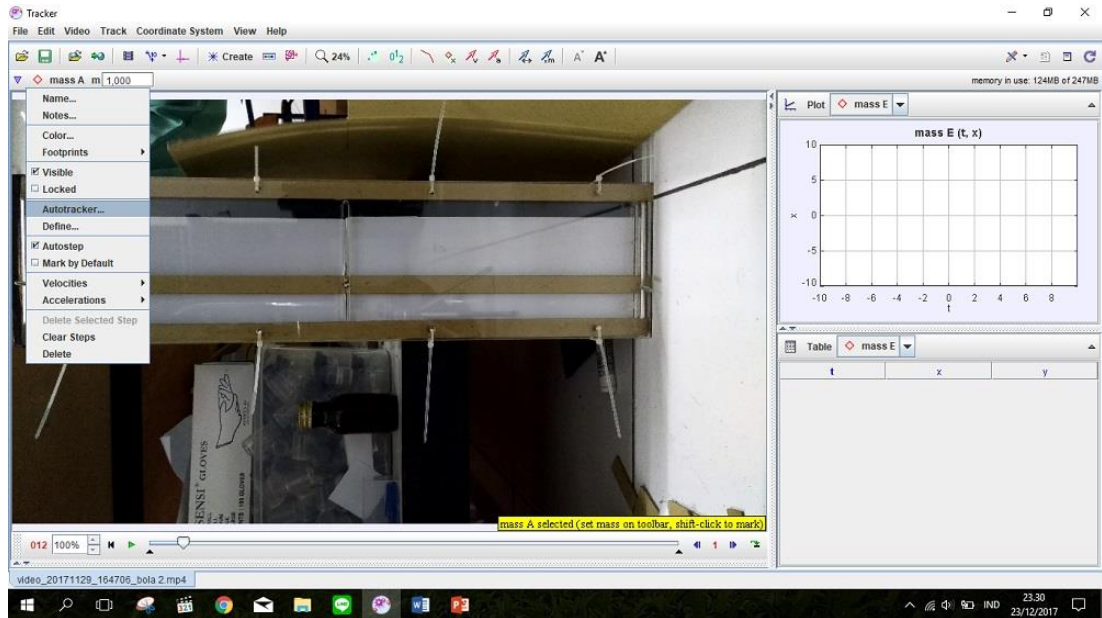 Tracker
File Edit Video Track Coordinate System View Help
Create 24%
mass A m 1,000
memory in use: 124MB of 247MB
Name...
Notes...
Color...
Footprints
Visible
Locked
Autotracker...
Define...
Autostep
Mark by Default
Velocities
Accelerations
Delete Selected Step
Clear Steps
Delete
SENSI GLOVES
mass A selected (set mass on toolbar, shift-click to mark)
012 100% 1
video_20171129_164706_bola 2.mp4
Plot mass E
mass E (t, x)
10
5
x 0
-5
-10
-10 -8 -6 -4 -2 0 2 4 6 8
t
Table mass E
t x y
IND 23.30
23/12/2017